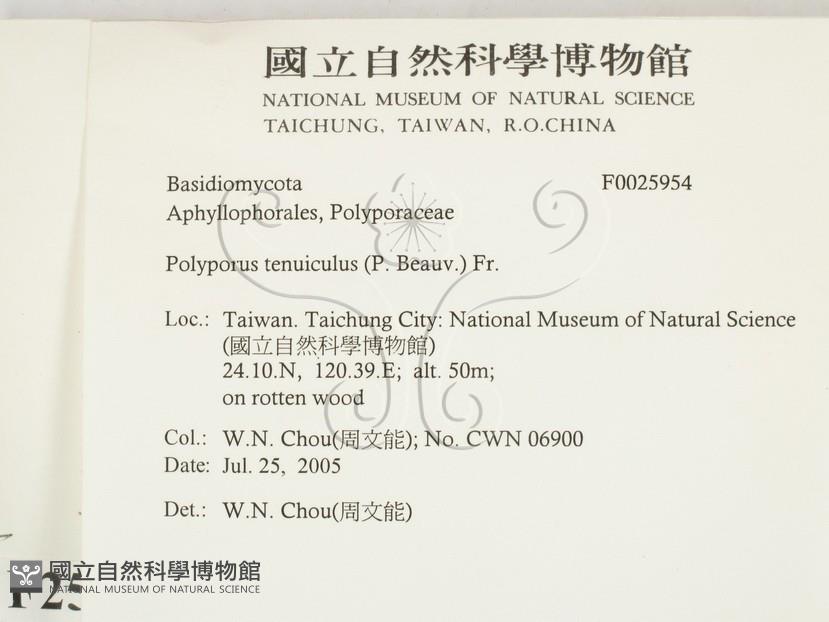 國立自然科學博物館
NATIONAL MUSEUM OF NATURAL SCIENCE
TAICHUNG, TAIWAN, R.O.CHINA
Basidiomycota F0025954
Aphyllophorales, Polyporaceae
Polyporus tenuiculus (P. Beauv.) Fr.
Loc.: Taiwan. Taichung City: National Museum of Natural Science
(國立自然科學博物館)
24.10.N, 120.39.E; alt. 50m;
on rotten wood
Col.: W.N. Chou(周文能); No. CWN 06900
Date: Jul. 25, 2005
Det.: W.N. Chou(周文能)
國立自然科學博物館
NATIONAL MUSEUM OF NATURAL SCIENCE